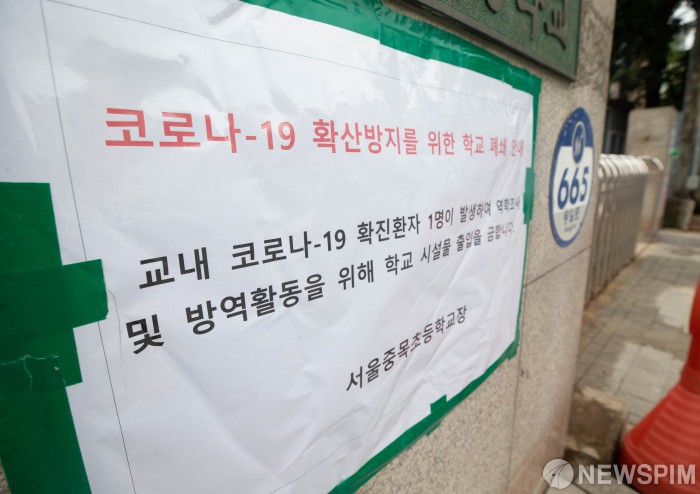 코로나-19 확산방지를 위한 학교 폐쇄 안내
교내 코로나-19 확진환자 1명이 발생하여 역학조사
및 방역활동을 위해 학교 시설물 출입을 금합니다.
서울중목초등학교장
665
NEWSPIM